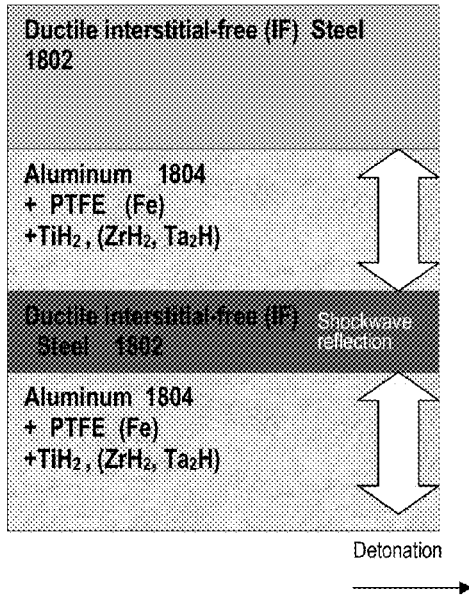 Ductile interstitial-free (IF) Steel
1802
Aluminum 1804
+ PTFE (Fe)
+TiH₂, (ZrH₂, Ta₂H)
Ductile interstitial-free (IF)
Steel 1802
Shockwave
reflection
Aluminum 1804
+ PTFE (Fe)
+TiH₂, (ZrH₂, Ta₂H)
Detonation